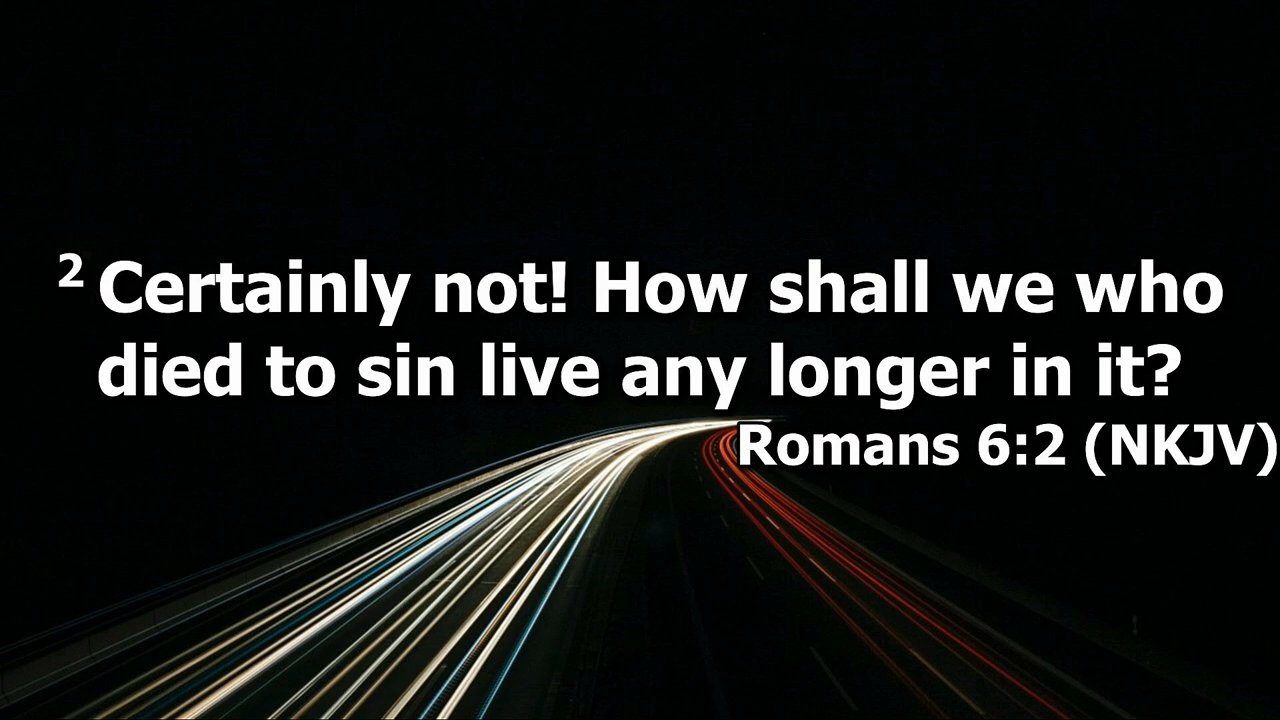 2 Certainly not! How shall we who
died to sin live any longer in it?
Romans 6:2 (NKJV)